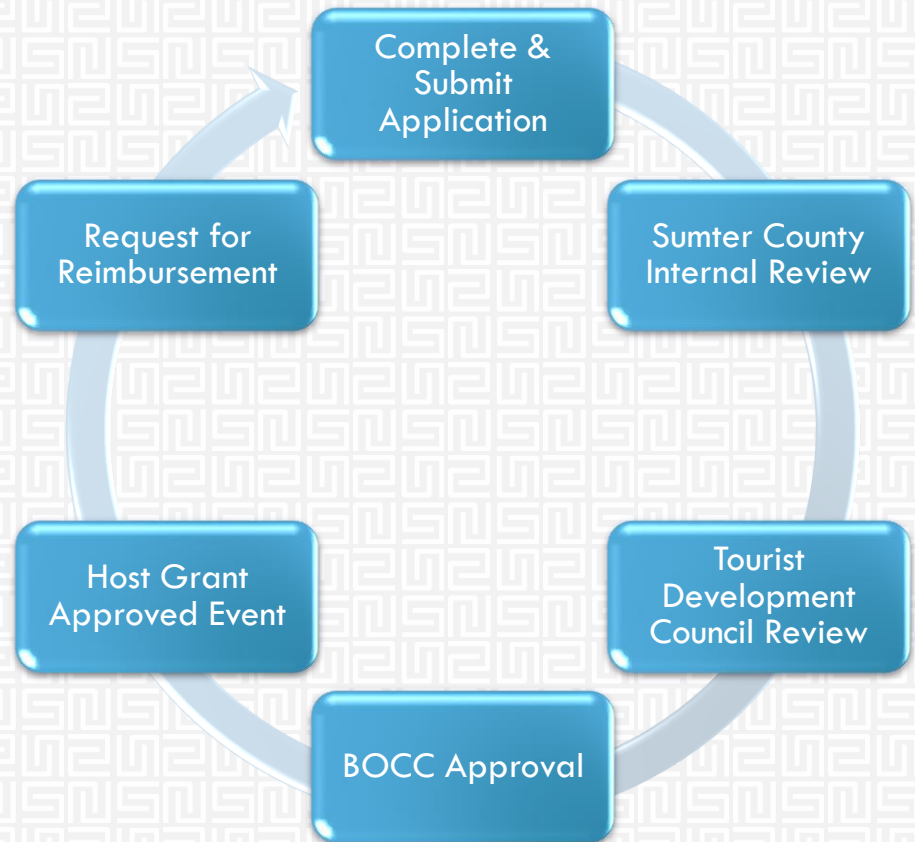 Complete &
Submit
Application
Sumter County
Internal Review
Tourist
Development
Council Review
BOCC Approval
Host Grant
Approved Event
Request for
Reimbursement